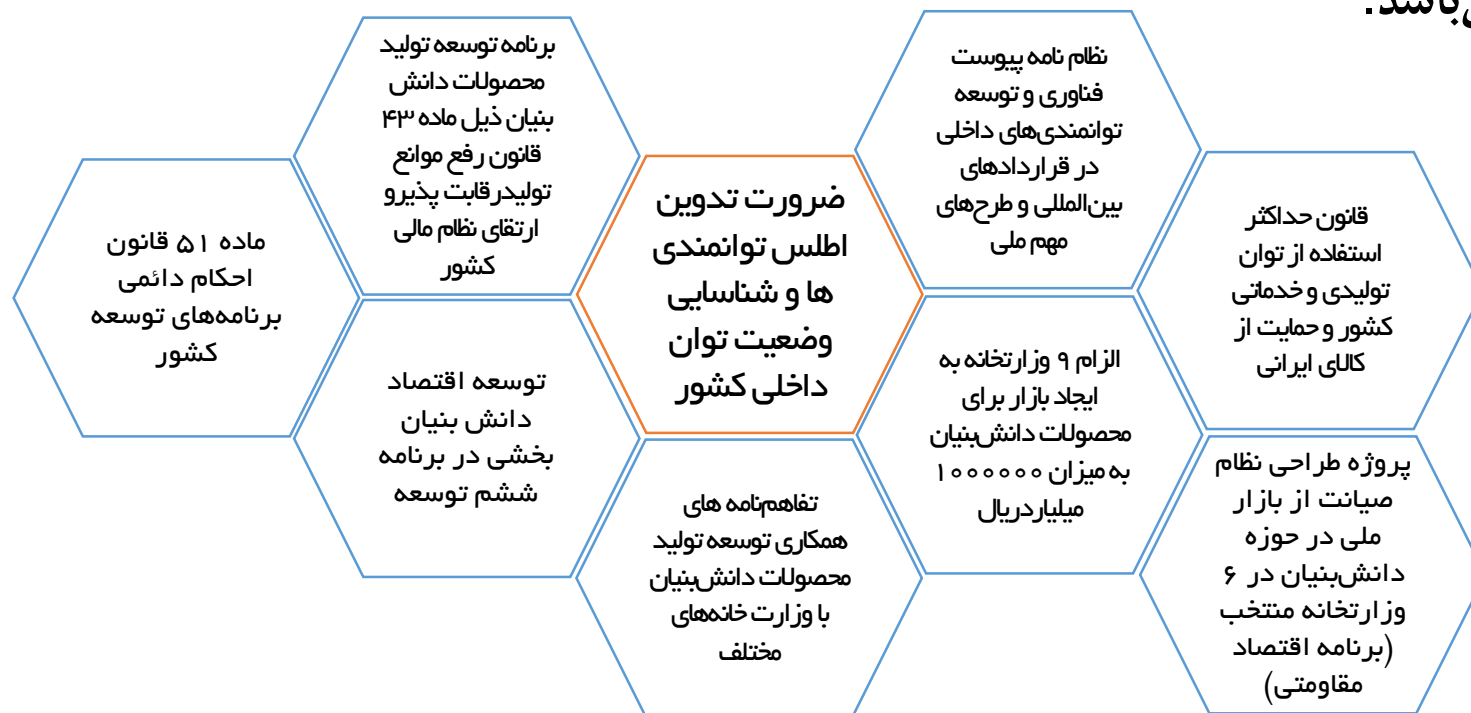 برنامه توسعه تولید
محصولات دانش
بنیان ذیل ماده ۴۳
قانون رفع موانع
تولیدرقابت پذیرو
ارتقای نظام مالی
کشور
نظام نامه پیوست
فناوری و توسعه
توانمندی‌های داخلی
در قراردادهای
بین‌المللی و طرح‌های
مهم ملی
ماده ۵۱ قانون
احکام دائمی
برنامه‌های توسعه
کشور
ضرورت تدوین
اطلس توانمندی
ها و شناسایی
وضعیت توان
داخلی کشور
قانون حداکثر
استفاده از توان
تولیدی و خدماتی
کشور و حمایت از
کالای ایرانی
توسعه اقتصاد
دانش بنیان
بخشی در برنامه
ششم توسعه
الزام ۹ وزارتخانه به
ایجاد بازار برای
محصولات دانش‌بنیان
به میزان ۱۰۰۰۰۰۰
میلیاردریال
تفاهم‌نامه های
همکاری توسعه تولید
محصولات دانش‌بنیان
با وزارت خانه‌های
مختلف
پروژه طراحی نظام
صیانت از بازار
ملی در حوزه
دانش‌بنیان در ۶
وزارتخانه منتخب
(برنامه اقتصاد
مقاومتی)